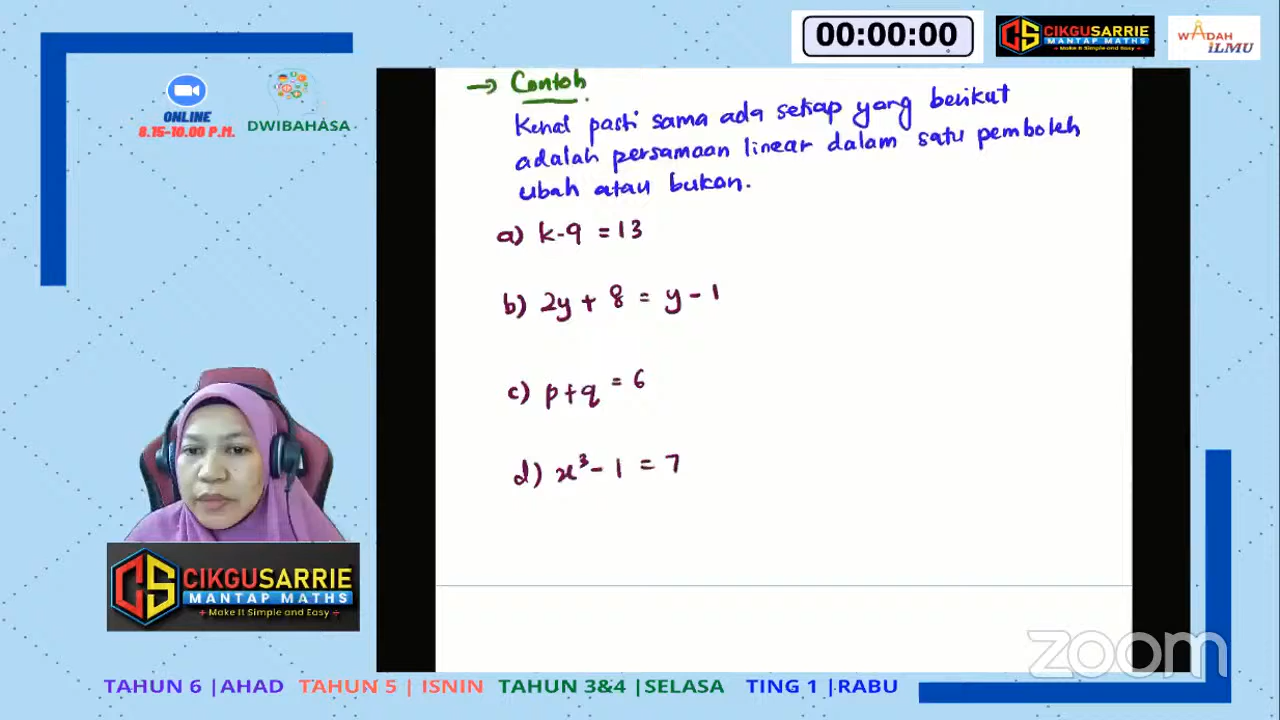 00:00:00
CS CIKGUSARRIE
MANTAP MATHS
Make It Simple and Easy
WADAH
ILMU
ONLINE
8.15-10.00 P.M.
DWIBAHASA
→ Contoh
Kenal pasti sama ada setiap yang berikut
adalah persamaan linear dalam satu pemboleh
ubah atau bukan.
a) k-9 = 13
b) 2y + 8 = y - 1
c) p+q = 6
d) x³ - 1 = 7
CS CIKGUSARRIE
MANTAP MATHS
+ Make It Simple and Easy +
zoom
TAHUN 6 |AHAD TAHUN 5 | ISNIN TAHUN 3&4 |SELASA TING 1 |RABU